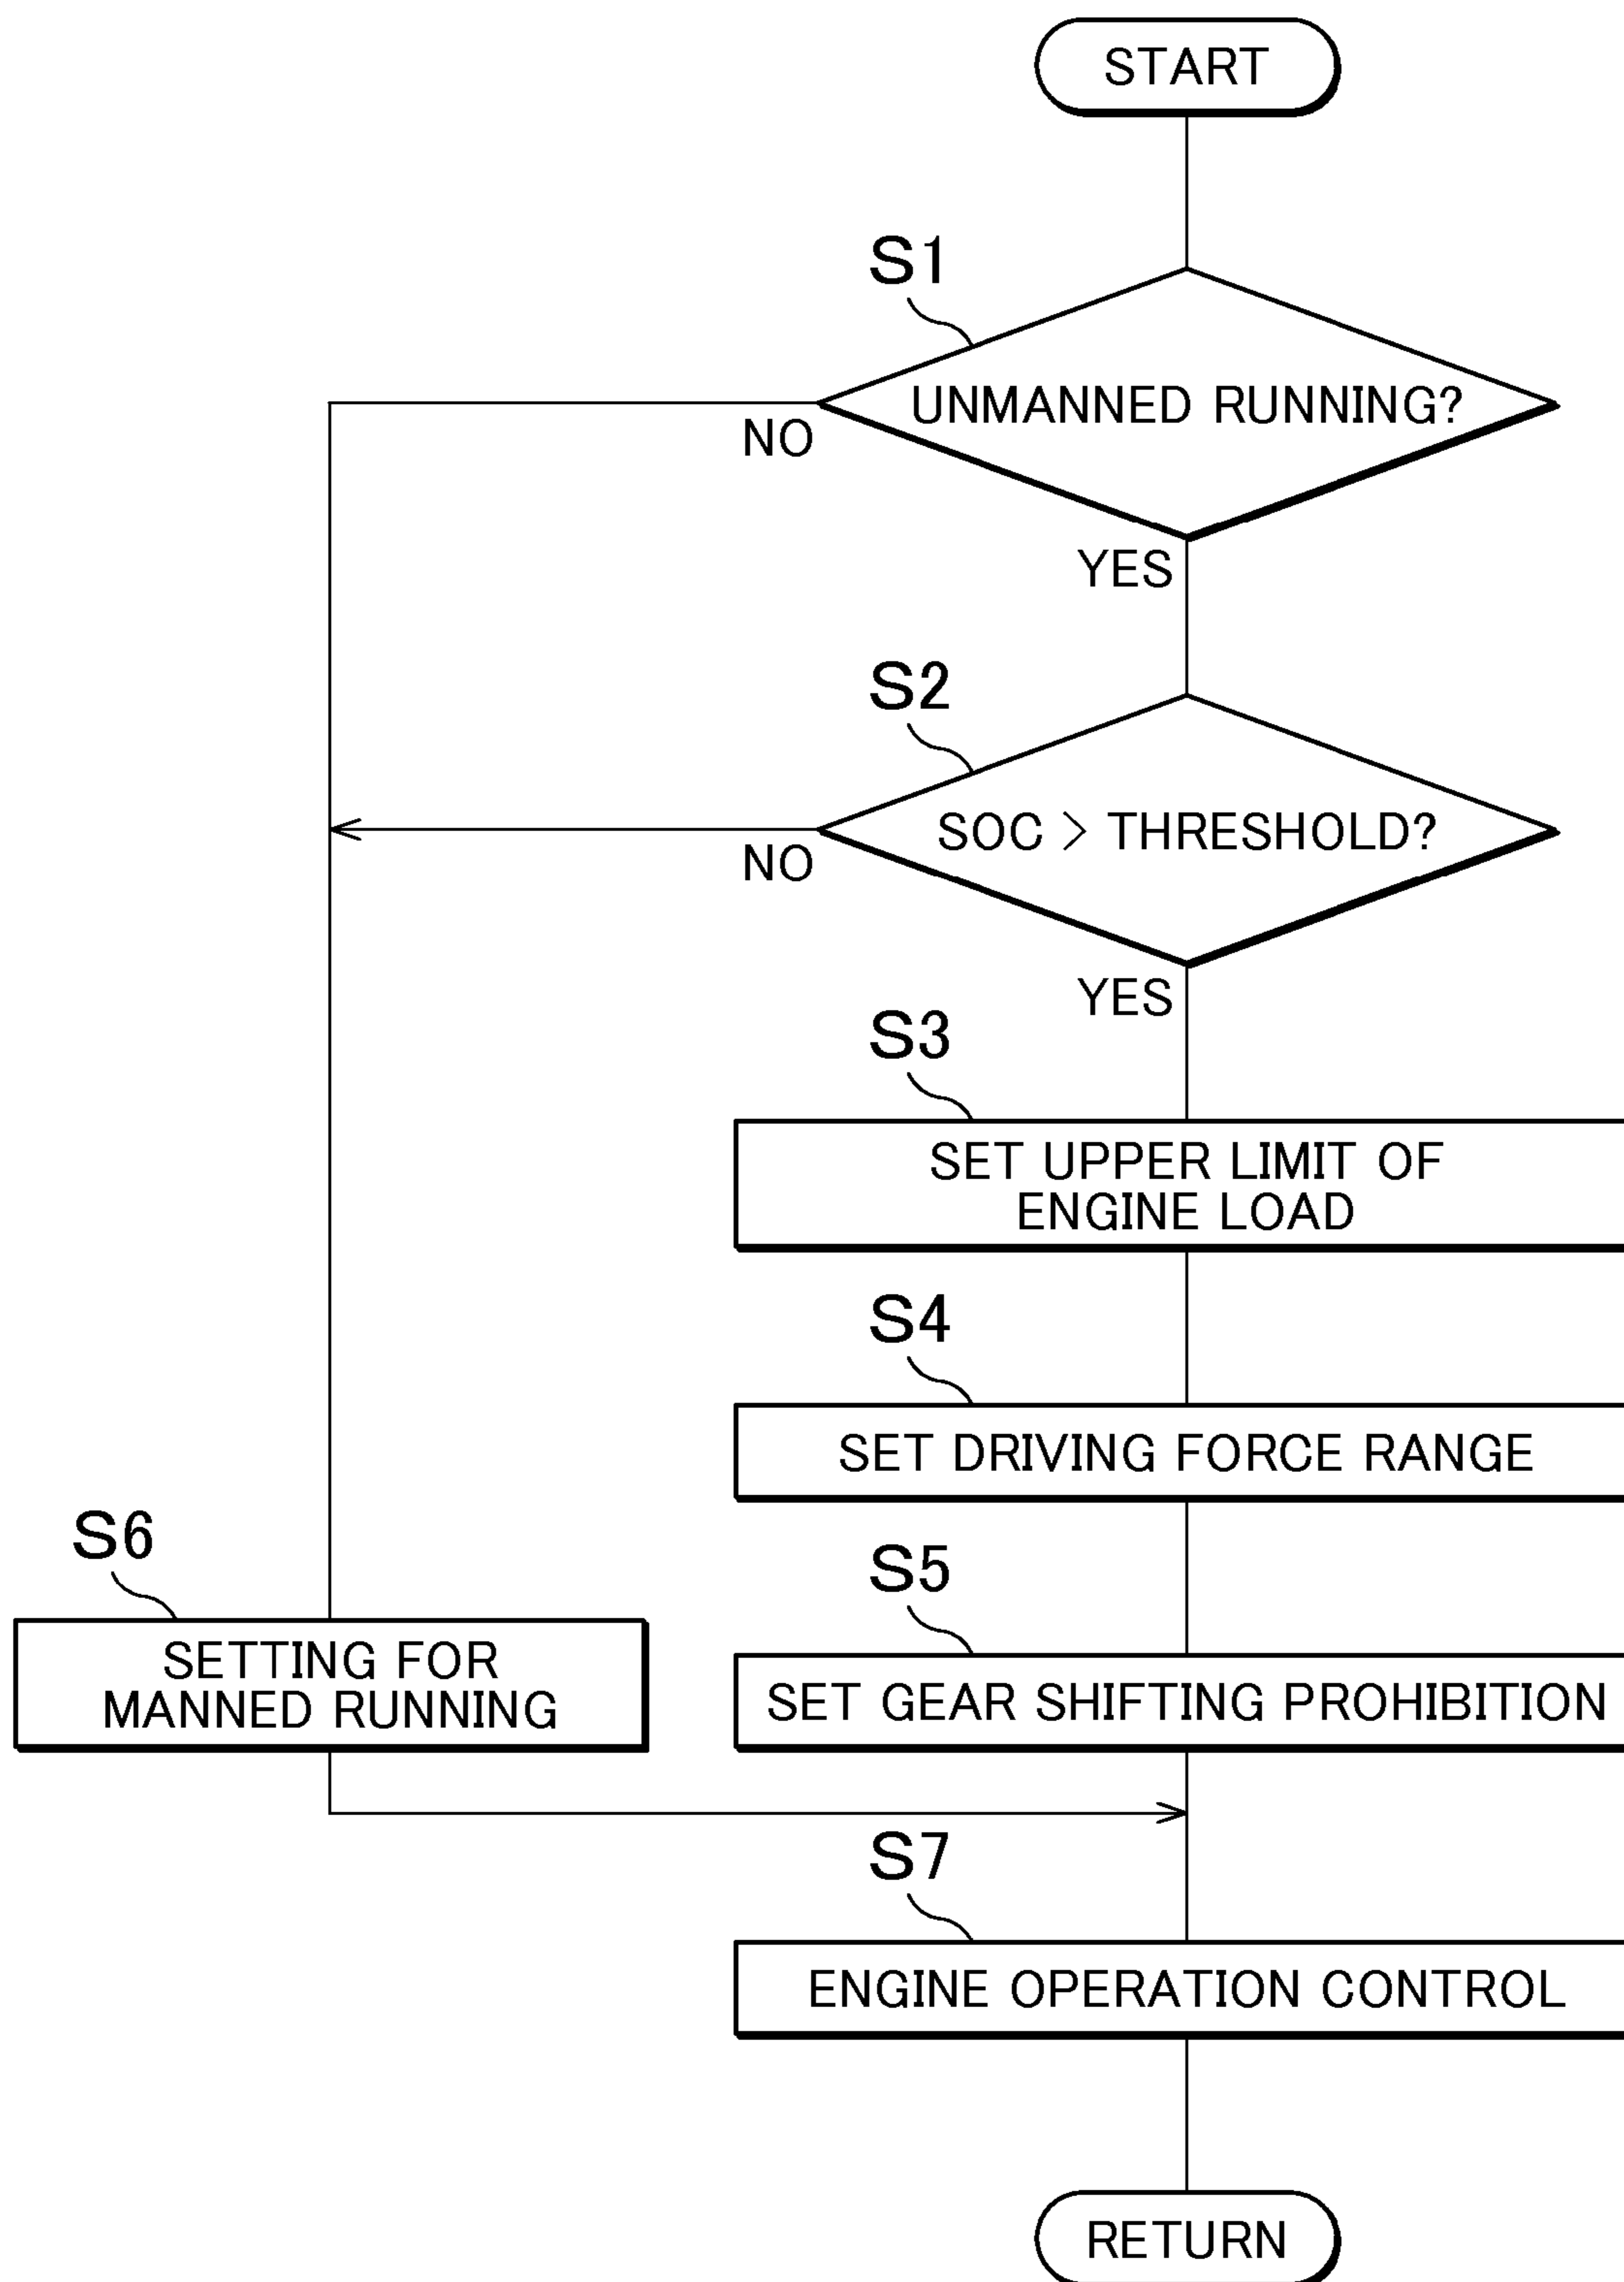 START
S1
UNMANNED RUNNING?
NO
YES
S2
SOC > THRESHOLD?
NO
YES
S3
SET UPPER LIMIT OF
ENGINE LOAD
S4
SET DRIVING FORCE RANGE
S6
SETTING FOR
MANNED RUNNING
S5
SET GEAR SHIFTING PROHIBITION
S7
ENGINE OPERATION CONTROL
RETURN